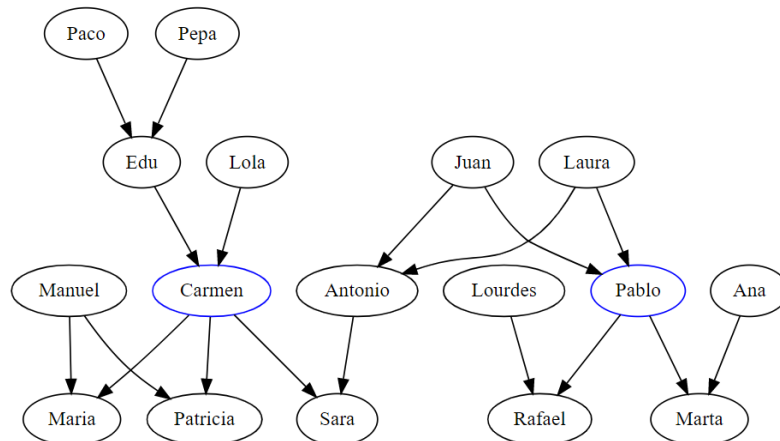 Paco
Pepa
Edu
Lola
Juan
Laura
Manuel
Carmen
Antonio
Lourdes
Pablo
Ana
Maria
Patricia
Sara
Rafael
Marta